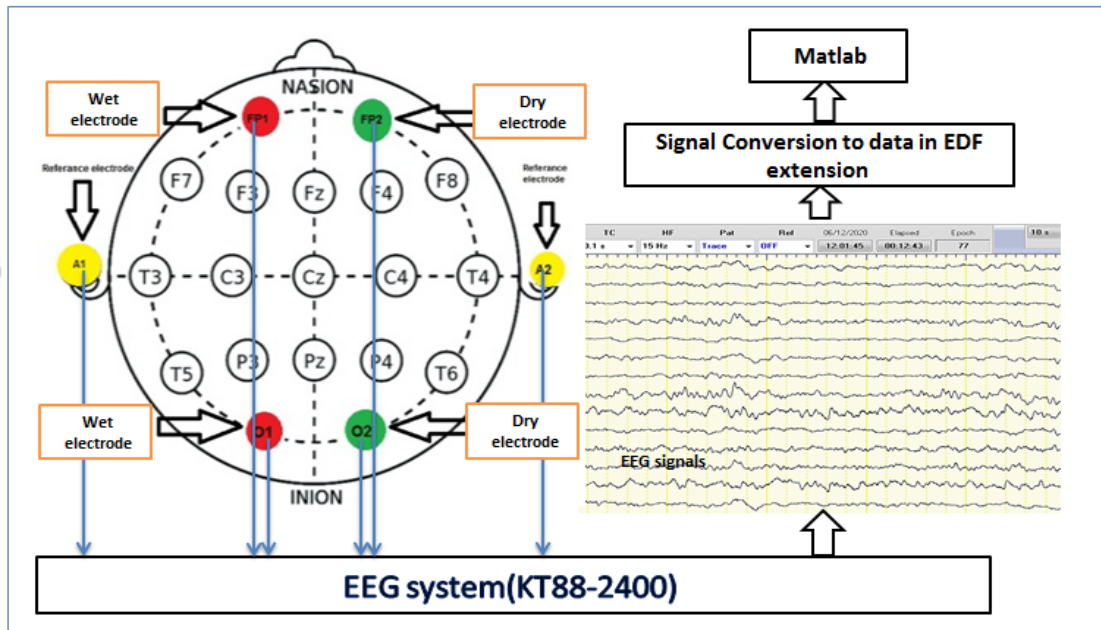 NASION
Wet
electrode
FP1
FP2
Dry
electrode
Referance electrode
Referance
electrode
F7
F3
Fz
F4
F8
A1
T3
C3
Cz
C4
T4
A2
T5
P3
Pz
P4
T6
Wet
electrode
O1
O2
Dry
electrode
INION
EEG system(KT88-2400)
Matlab
Signal Conversion to data in EDF
extension
TC HF Pat Ref 06/12/2020 Elapsed Epoch 10 s
0.1 s 15 Hz Trace OFF 12:01:45 00:12:43 77
EEG signals